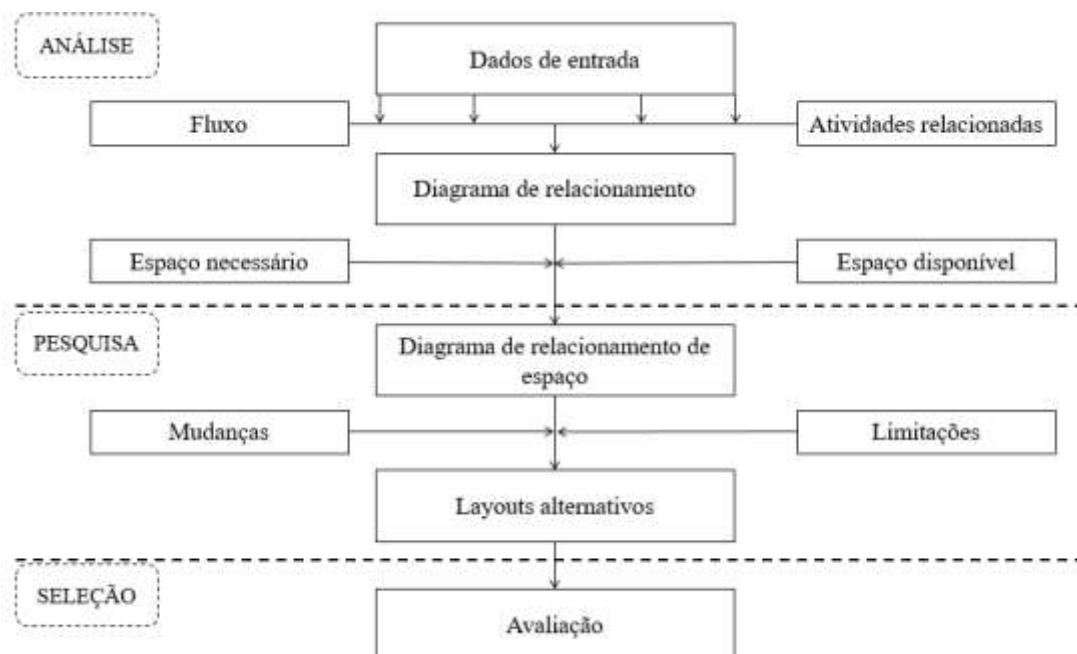 ANÁLISE
Dados de entrada
Fluxo
Atividades relacionadas
Diagrama de relacionamento
Espaço necessário
Espaço disponível
PESQUISA
Diagrama de relacionamento de
espaço
Mudanças
Limitações
Layouts alternativos
SELEÇÃO
Avaliação